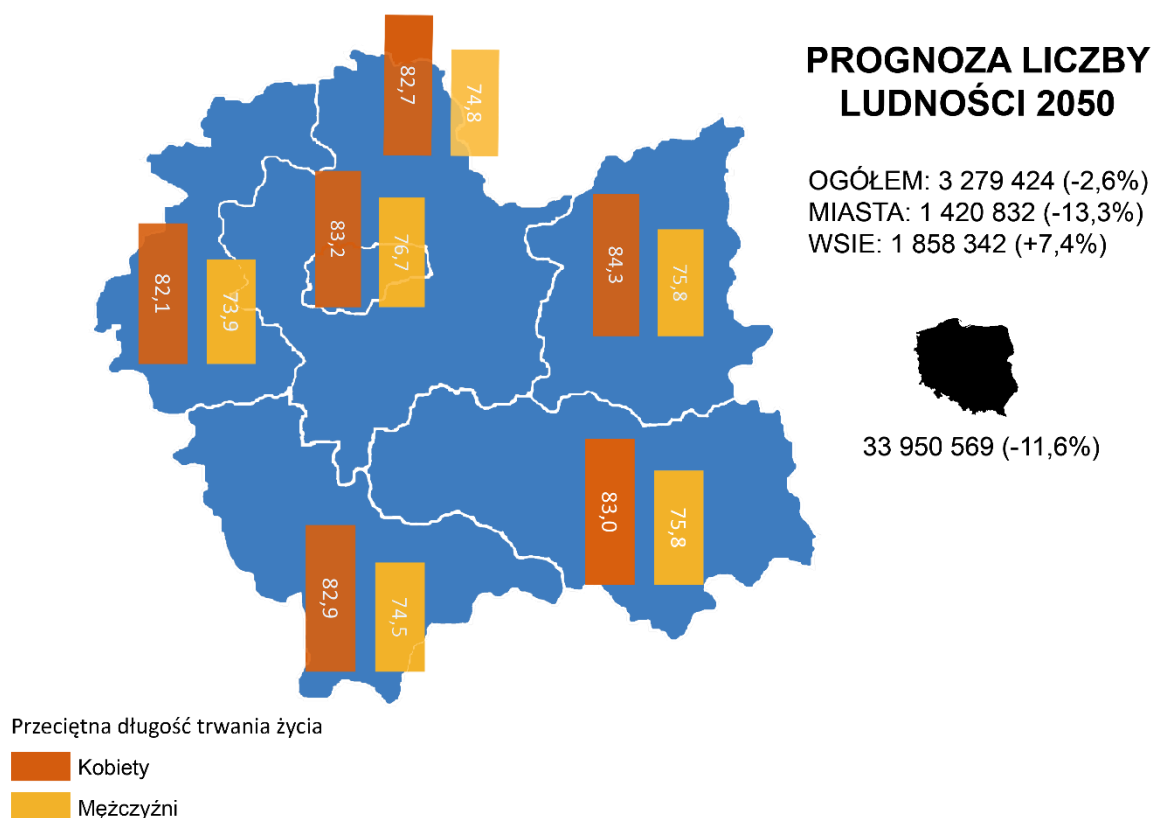 PROGNOZA LICZBY
LUDNOŚCI 2050
OGÓŁEM: 3 279 424 (-2,6%)
MIASTA: 1 420 832 (-13,3%)
WSIE: 1 858 342 (+7,4%)
33 950 569 (-11,6%)
82,7
74,8
83,2
76,7
84,3
75,8
82,1
73,9
83,0
75,8
82,9
74,5
Przeciętna długość trwania życia
Kobiety
Mężczyźni